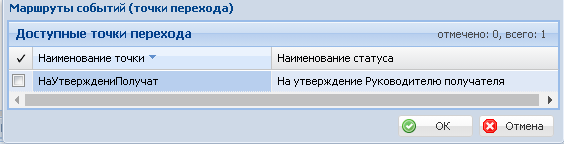 Маршруты событий (точки перехода)
Доступные точки перехода отмечено: 0, всего: 1
Наименование точки Наименование статуса
НаУтверждениПолучат На утверждение Руководителю получателя
ОК Отмена